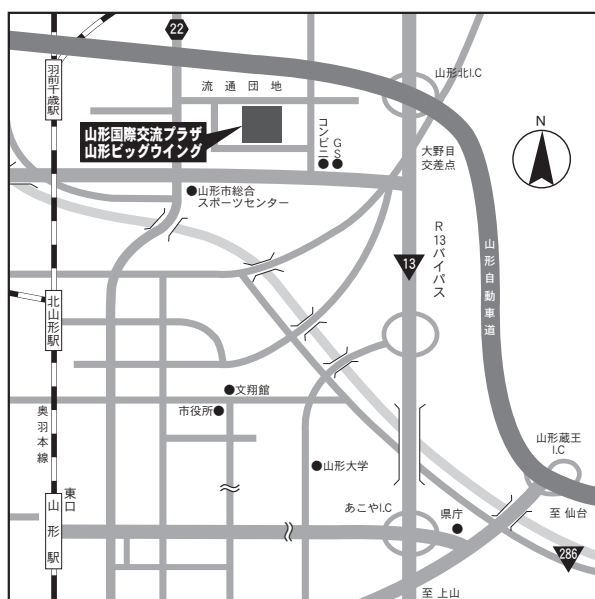 22
山形北I.C
羽前千歳駅
流通団地
N
山形国際交流プラザ
山形ビッグウイング
コンビニ
GS
大野目
交差点
山形市総合
スポーツセンター
R13バイパス
13
山形自動車道
北山形駅
文翔館
市役所
奥羽本線
山形蔵王
I.C
山形大学
東口
山形駅
あこやI.C
県庁
至 仙台
286
至 上山